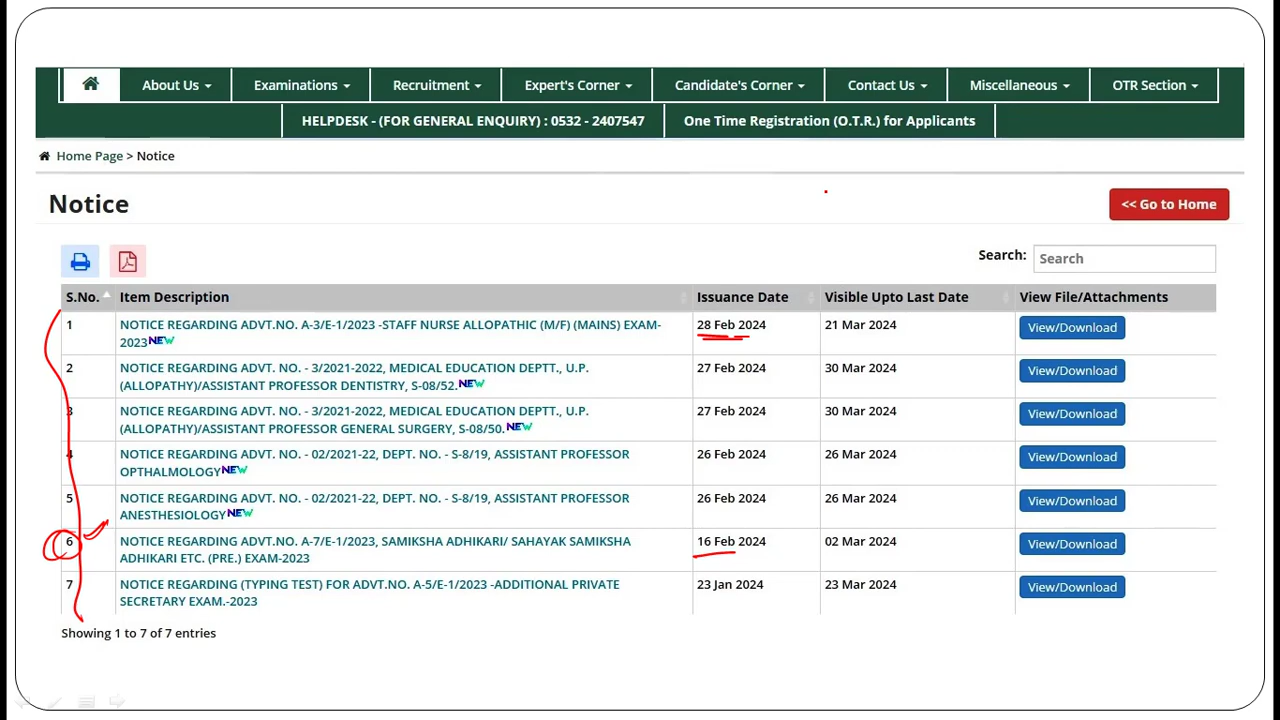 About Us Examinations Recruitment Expert's Corner Candidate's Corner Contact Us Miscellaneous OTR Section
HELPDESK - (FOR GENERAL ENQUIRY) : 0532 - 2407547 One Time Registration (O.T.R.) for Applicants
Home Page > Notice
Notice
<< Go to Home
Search: Search
S.No. Item Description Issuance Date Visible Upto Last Date View File/Attachments
1 NOTICE REGARDING ADVT.NO. A-3/E-1/2023 -STAFF NURSE ALLOPATHIC (M/F) (MAINS) EXAM- 28 Feb 2024 21 Mar 2024 View/Download
2023 NEW
2 NOTICE REGARDING ADVT. NO. - 3/2021-2022, MEDICAL EDUCATION DEPTT., U.P. 27 Feb 2024 30 Mar 2024 View/Download
(ALLOPATHY)/ASSISTANT PROFESSOR DENTISTRY, S-08/52. NEW
3 NOTICE REGARDING ADVT. NO. - 3/2021-2022, MEDICAL EDUCATION DEPTT., U.P. 27 Feb 2024 30 Mar 2024 View/Download
(ALLOPATHY)/ASSISTANT PROFESSOR GENERAL SURGERY, S-08/50. NEW
4 NOTICE REGARDING ADVT. NO. - 02/2021-22, DEPT. NO. - S-8/19, ASSISTANT PROFESSOR 26 Feb 2024 26 Mar 2024 View/Download
OPTHALMOLOGY NEW
5 NOTICE REGARDING ADVT. NO. - 02/2021-22, DEPT. NO. - S-8/19, ASSISTANT PROFESSOR 26 Feb 2024 26 Mar 2024 View/Download
ANESTHESIOLOGY NEW
6 NOTICE REGARDING ADVT.NO. A-7/E-1/2023, SAMIKSHA ADHIKARI/ SAHAYAK SAMIKSHA 16 Feb 2024 02 Mar 2024 View/Download
ADHIKARI ETC. (PRE.) EXAM-2023
7 NOTICE REGARDING (TYPING TEST) FOR ADVT.NO. A-5/E-1/2023 -ADDITIONAL PRIVATE 23 Jan 2024 23 Mar 2024 View/Download
SECRETARY EXAM.-2023
Showing 1 to 7 of 7 entries